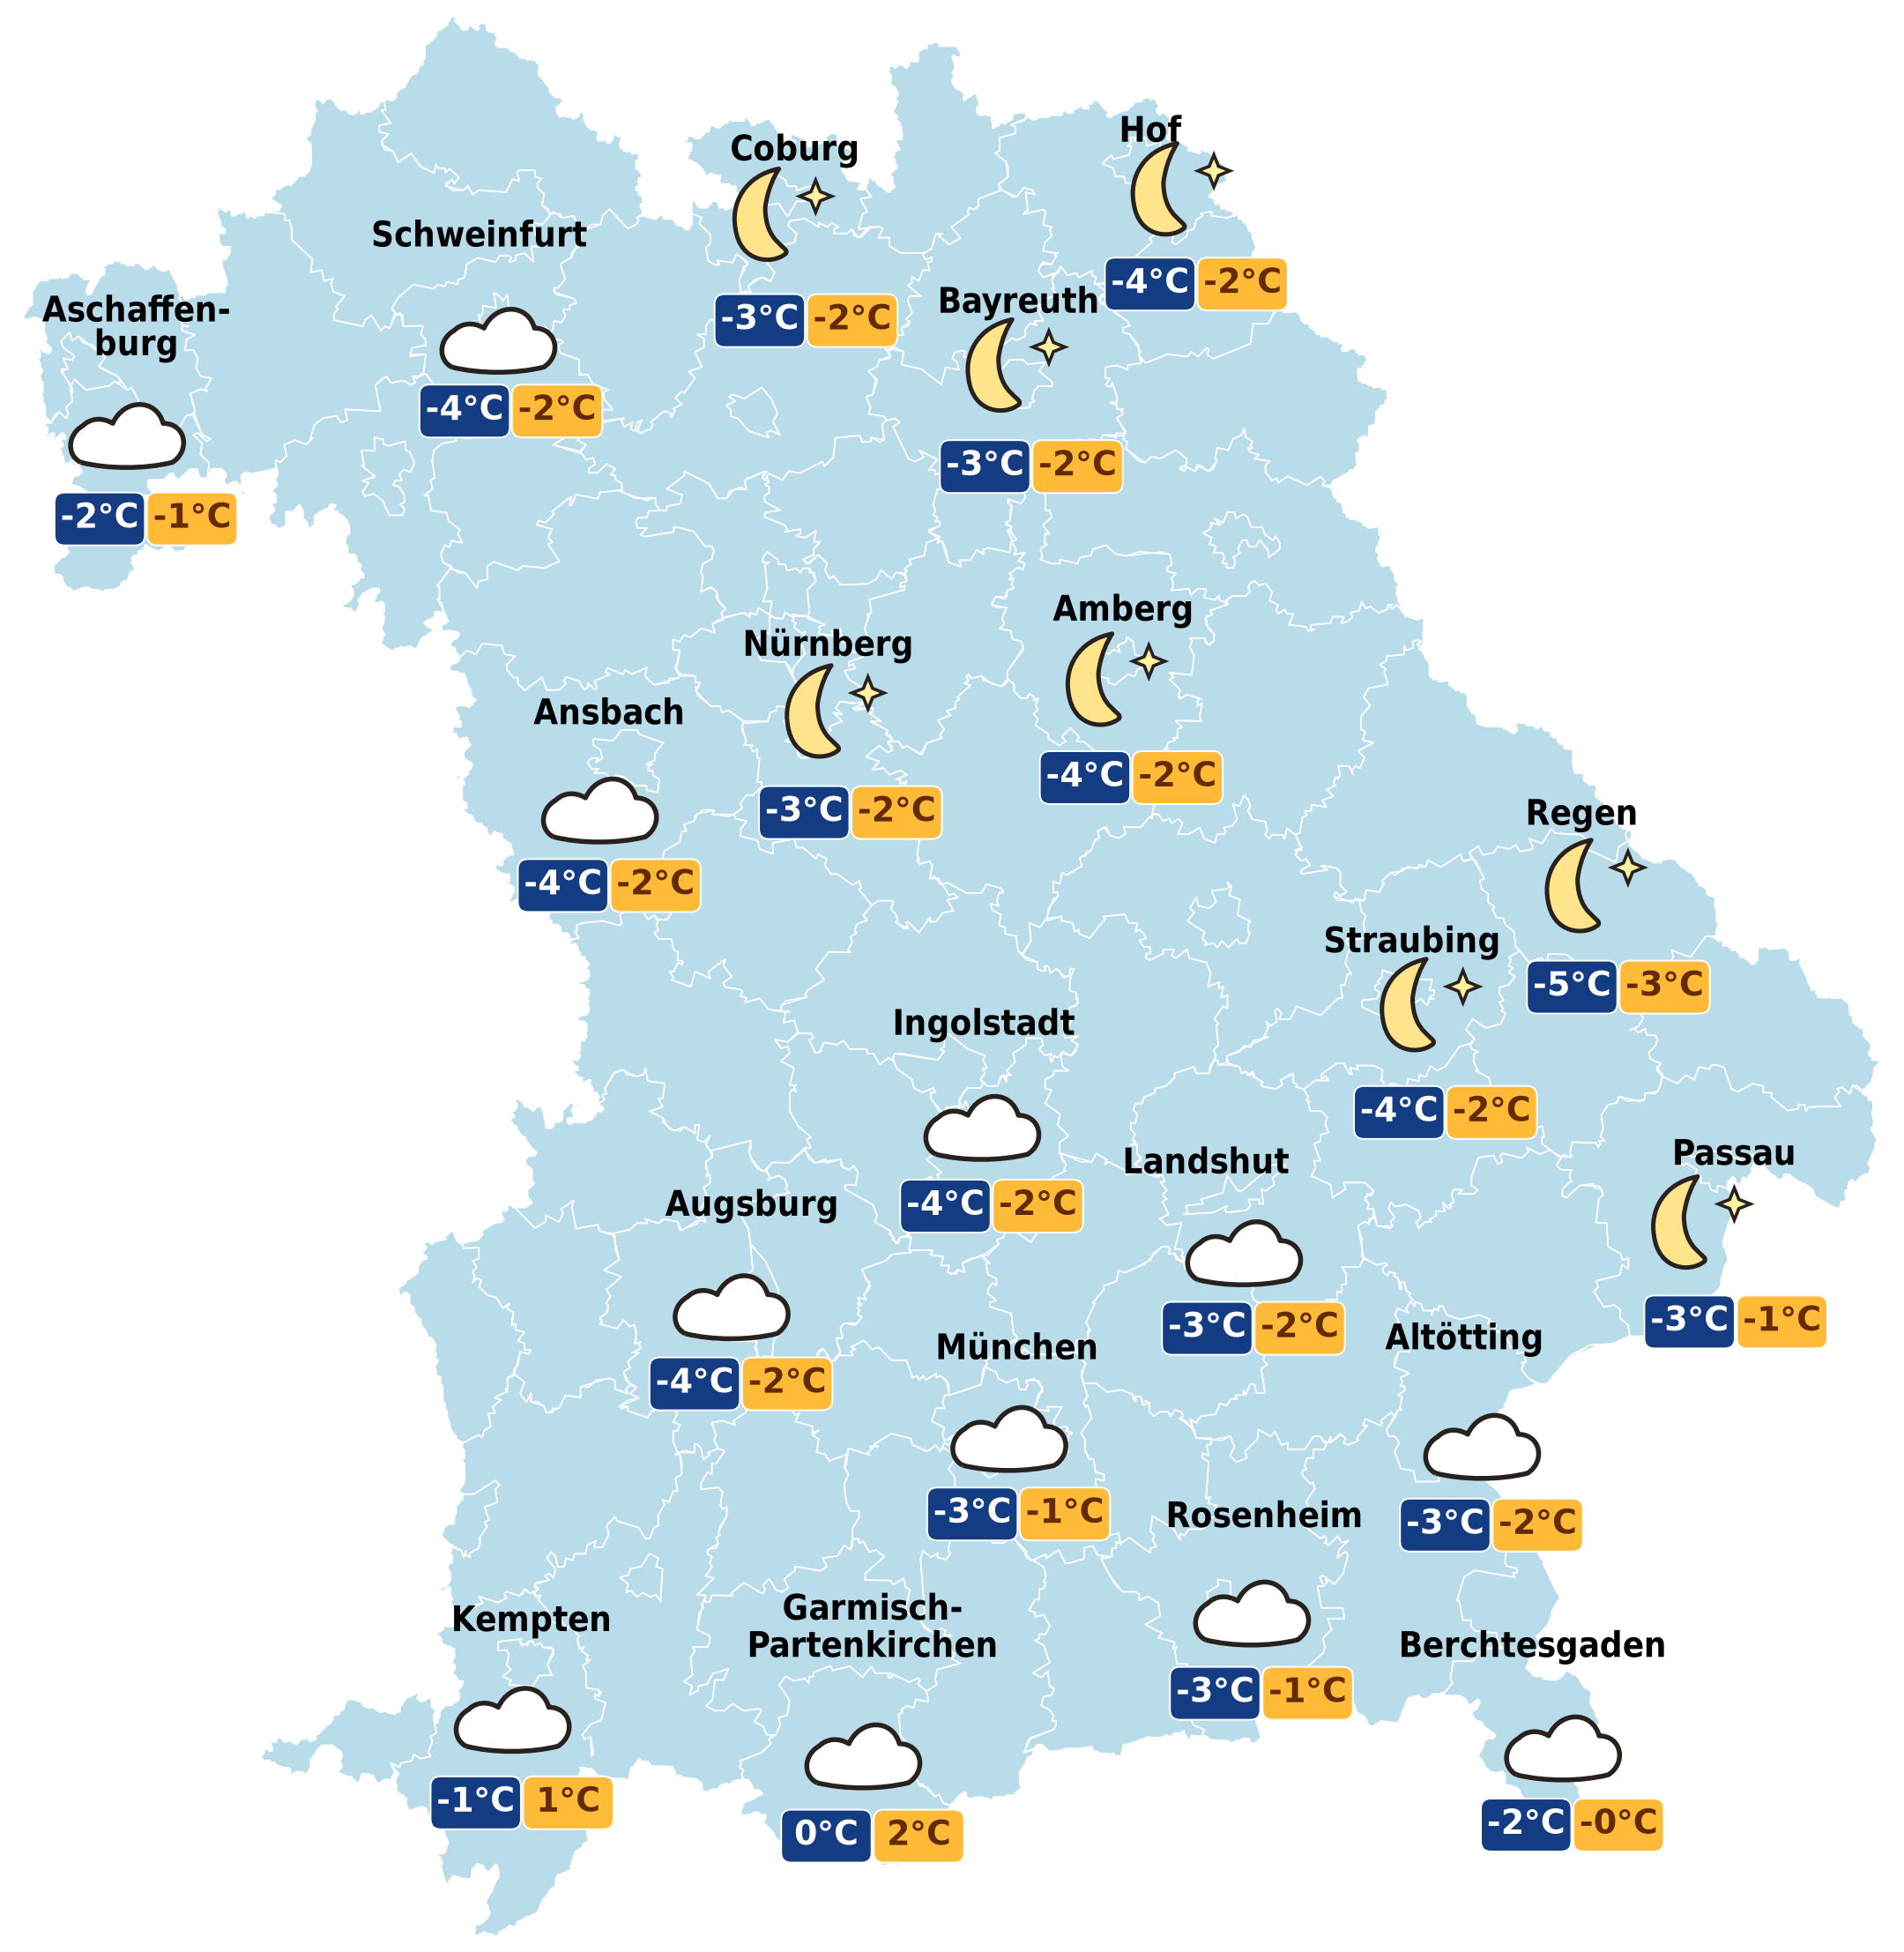 Hof
-4°C -2°C
Coburg
-3°C -2°C
Schweinfurt
-4°C -2°C
Bayreuth
-3°C -2°C
Aschaffen-
burg
-2°C -1°C
Amberg
-4°C -2°C
Nürnberg
-3°C -2°C
Ansbach
-4°C -2°C
Regen
-5°C -3°C
Straubing
-4°C -2°C
Ingolstadt
-4°C -2°C
Passau
-3°C -1°C
Landshut
-3°C -2°C
Augsburg
-4°C -2°C
Altötting
-3°C -2°C
München
-3°C -1°C
Rosenheim
-3°C -1°C
Garmisch-
Partenkirchen
0°C 2°C
Kempten
-1°C 1°C
Berchtesgaden
-2°C -0°C